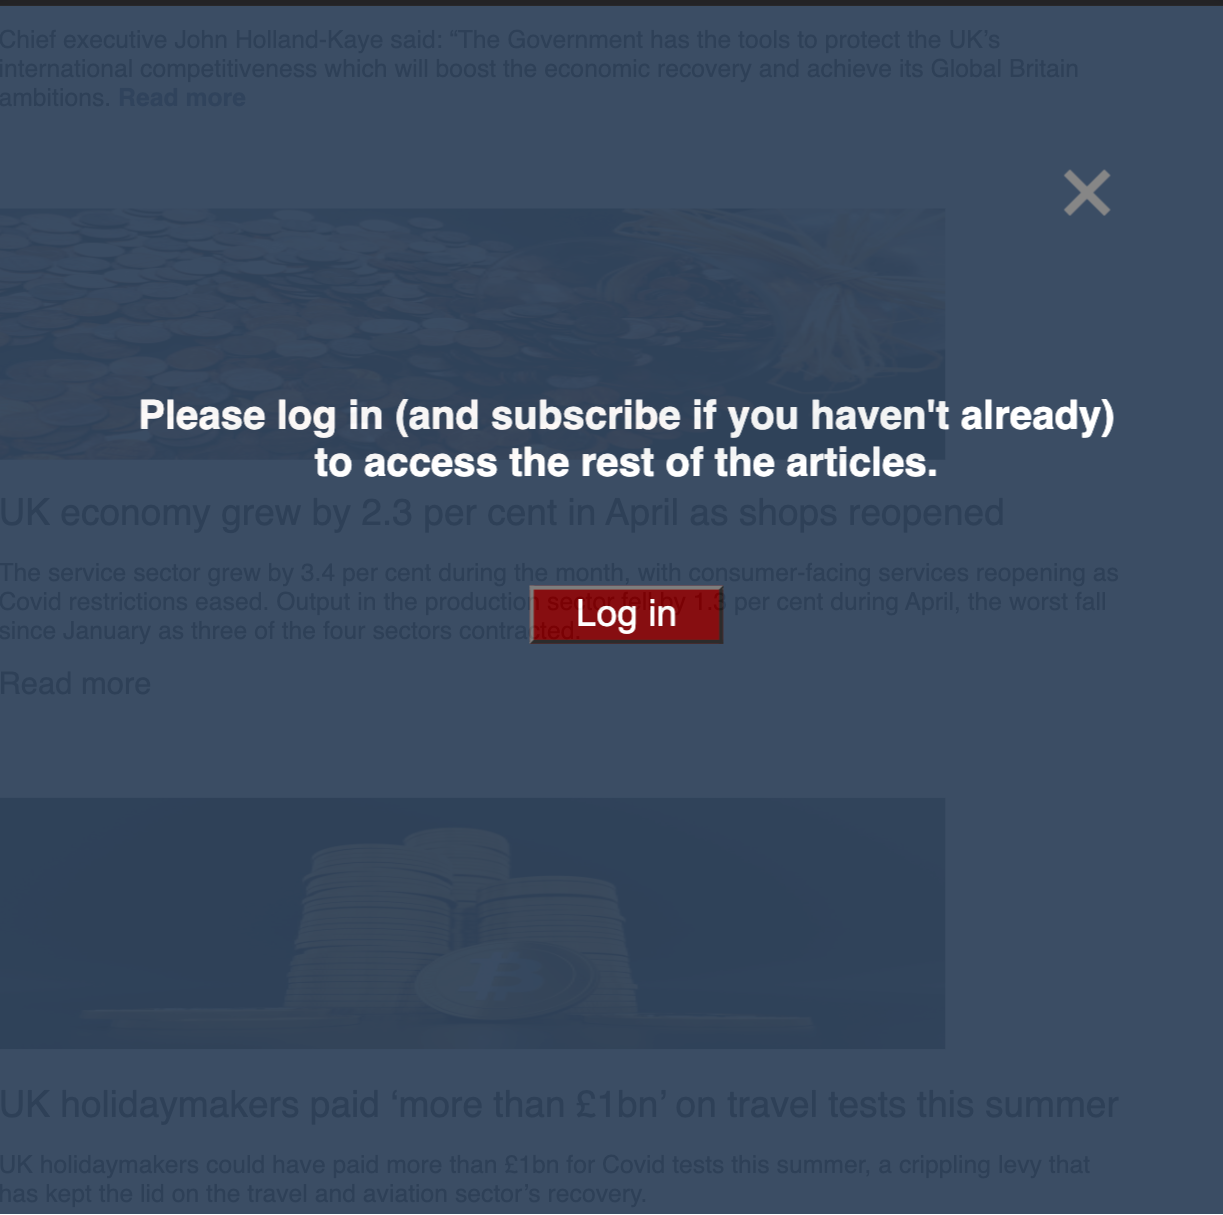 Chief executive John Holland-Kaye said: “The Government has the tools to protect the UK’s
international competitiveness which will boost the economic recovery and achieve its Global Britain
ambitions. Read more
Please log in (and subscribe if you haven't already)
to access the rest of the articles.
UK economy grew by 2.3 per cent in April as shops reopened
The service sector grew by 3.4 per cent during the month, with consumer-facing services reopening as
Covid restrictions eased. Output in the production sector fell by 1.3 per cent during April, the worst fall
since January as three of the four sectors contracted.
Log in
Read more
UK holidaymakers paid ‘more than £1bn’ on travel tests this summer
UK holidaymakers could have paid more than £1bn for Covid tests this summer, a crippling levy that
has kept the lid on the travel and aviation sector’s recovery.